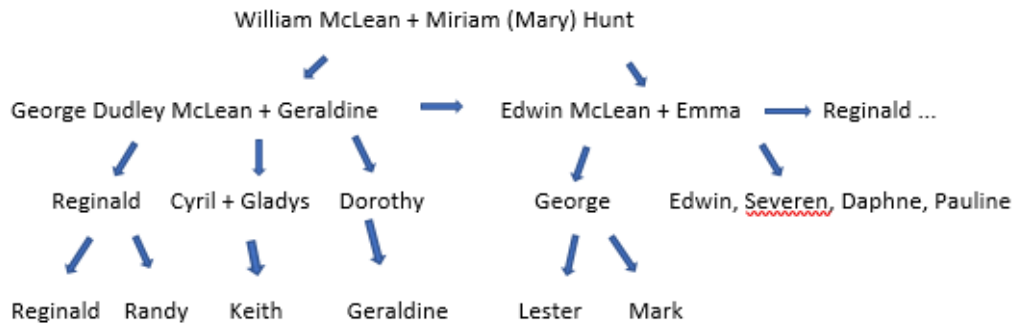 William McLean + Miriam (Mary) Hunt
George Dudley McLean + Geraldine Edwin McLean + Emma Reginald ...
Reginald Cyril + Gladys Dorothy George Edwin, Severen, Daphne, Pauline
Reginald Randy Keith Geraldine Lester Mark